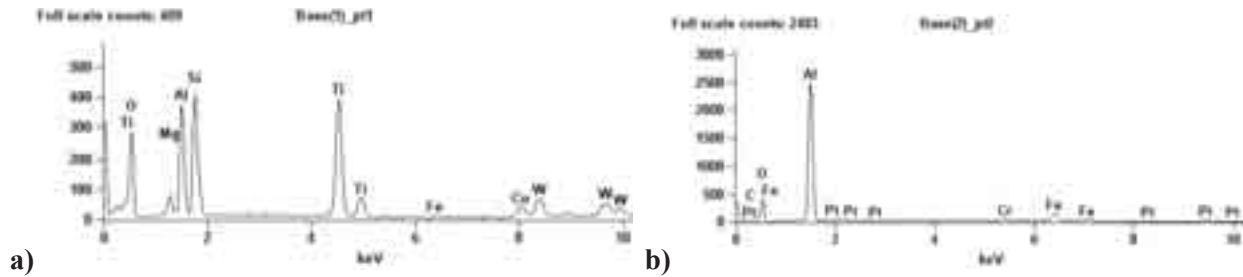 Full scale counts: 489 Base(1)_pt1
500
400
300
200
100
0
O
Ti
Mg
Al
Si
Ti
Ti
Fe
Cu
W
W
W
0 2 4 6 8 10
keV
a)
Full scale counts: 2483 Base(2)_pt2
3000
2500
2000
1500
1000
500
0
C
Pt
O
Fe
Al
Pt
Pt
Pt
Cr
Fe
Fe
Pt
Pt
Pt
0 2 4 6 8 10
keV
b)